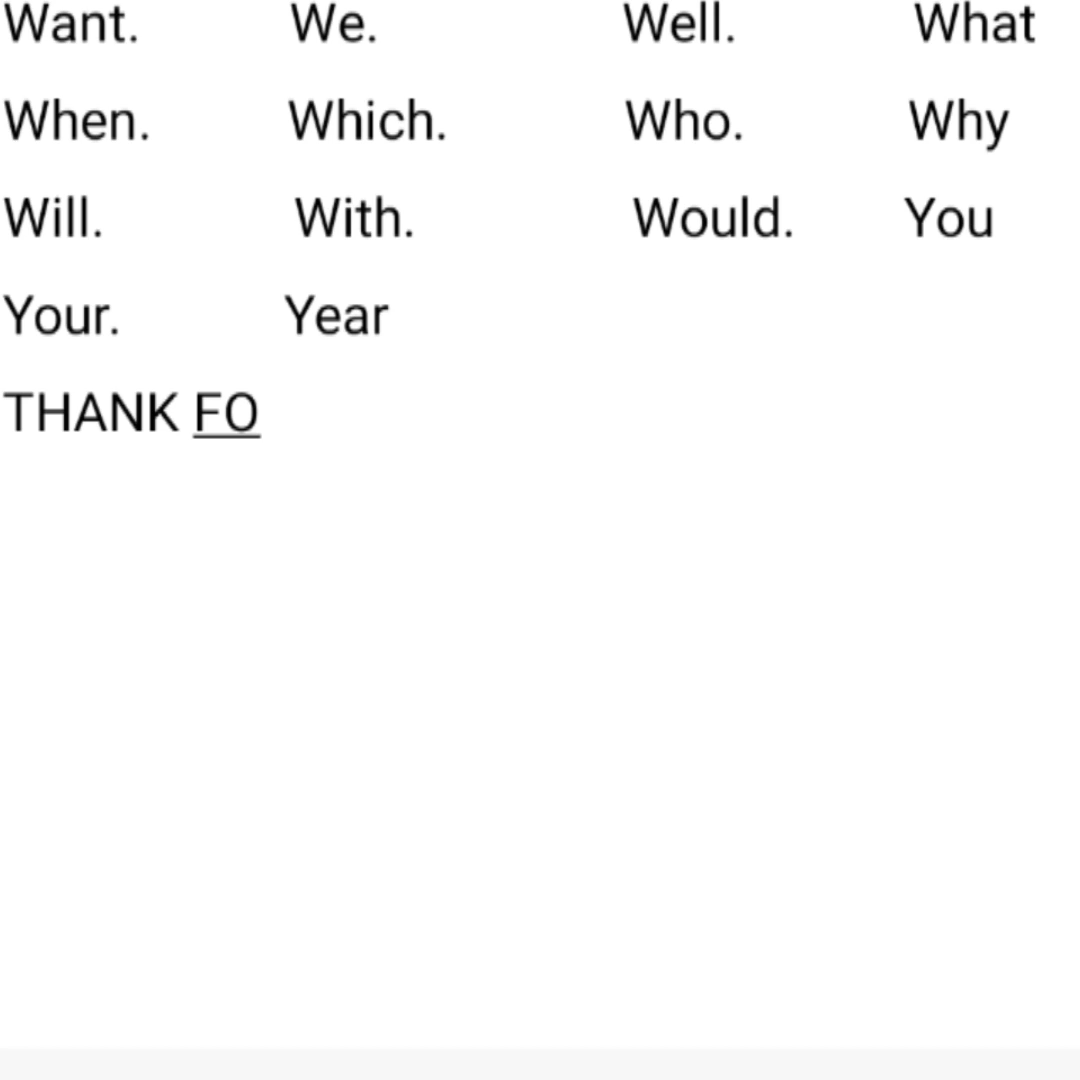 Want. We. Well. What
When. Which. Who. Why
Will. With. Would. You
Your. Year
THANK FO